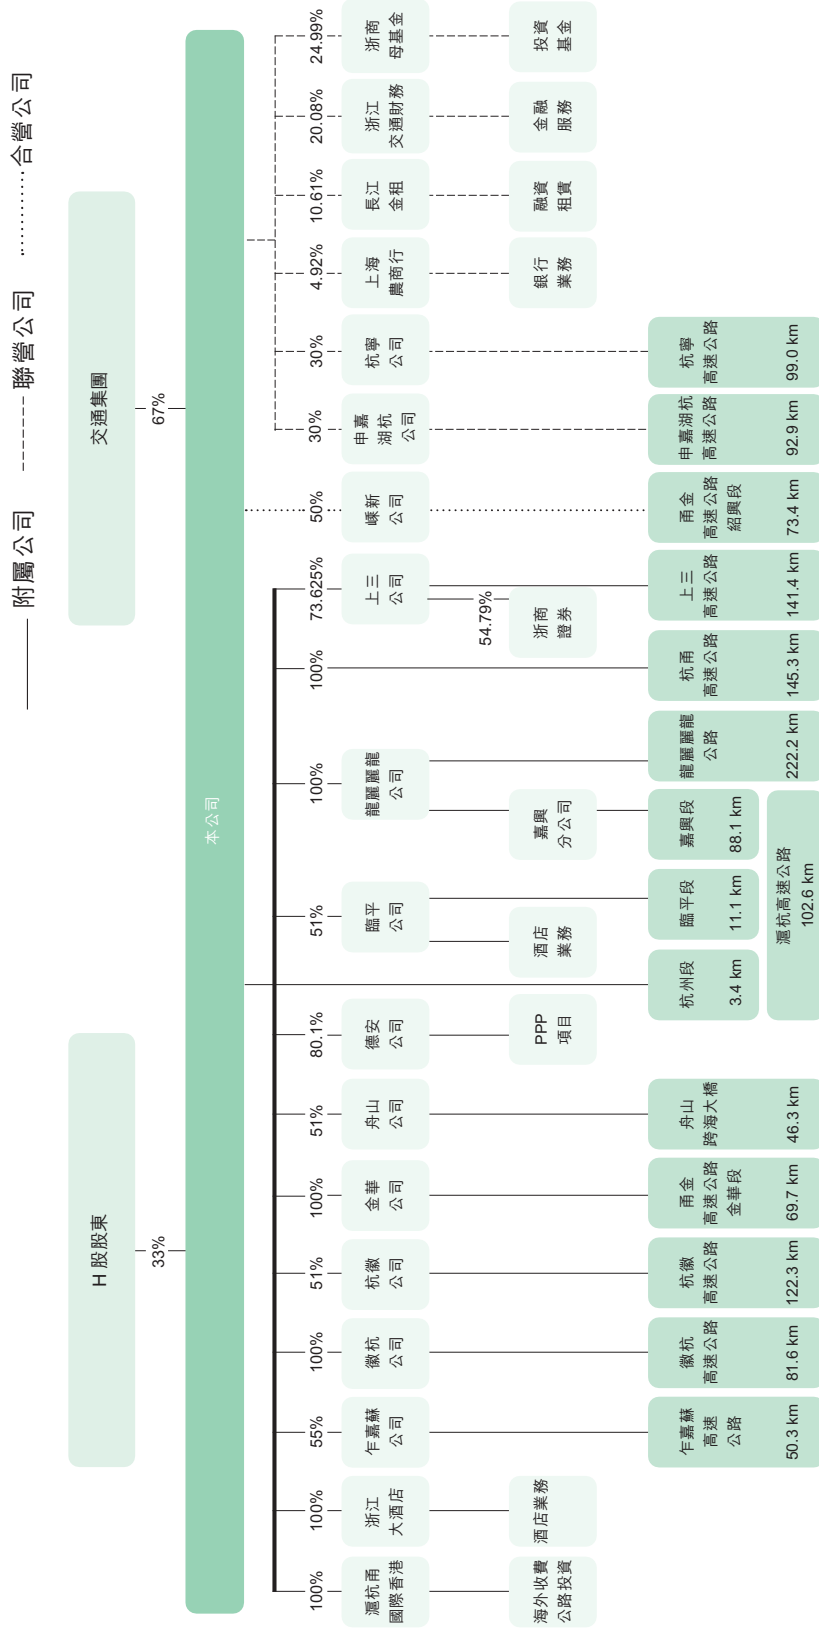 附屬公司
聯營公司
合營公司
H 股股東
交通集團
33%
67%
本公司
100%
100%
55%
100%
51%
100%
51%
80.1%
51%
100%
100%
73.625%
50%
30%
30%
4.92%
10.61%
20.08%
24.99%
滬杭甬
國際香港
浙江
大酒店
乍嘉蘇
公司
徽杭
公司
杭徽
公司
金華
公司
舟山
公司
德安
公司
臨平
公司
龍麗麗龍
公司
上三
公司
嵊新
公司
申嘉
湖杭
公司
杭寧
公司
上海
農商行
長江
金租
浙江
交通財務
浙商
母基金
54.79%
海外收費
公路投資
酒店業務
PPP
項目
酒店
業務
嘉興
分公司
浙商
證券
銀行
業務
融資
租賃
金融
服務
投資
基金
乍嘉蘇
高速
公路
50.3 km
徽杭
高速公路
81.6 km
杭徽
高速公路
122.3 km
甬金
高速公路
金華段
69.7 km
舟山
跨海大橋
46.3 km
杭州段
3.4 km
臨平段
11.1 km
嘉興段
88.1 km
滬杭高速公路
102.6 km
龍麗麗龍
公路
222.2 km
杭甬
高速公路
145.3 km
上三
高速公路
141.4 km
甬金
高速公路
紹興段
73.4 km
申嘉湖杭
高速公路
92.9 km
杭寧
高速公路
99.0 km